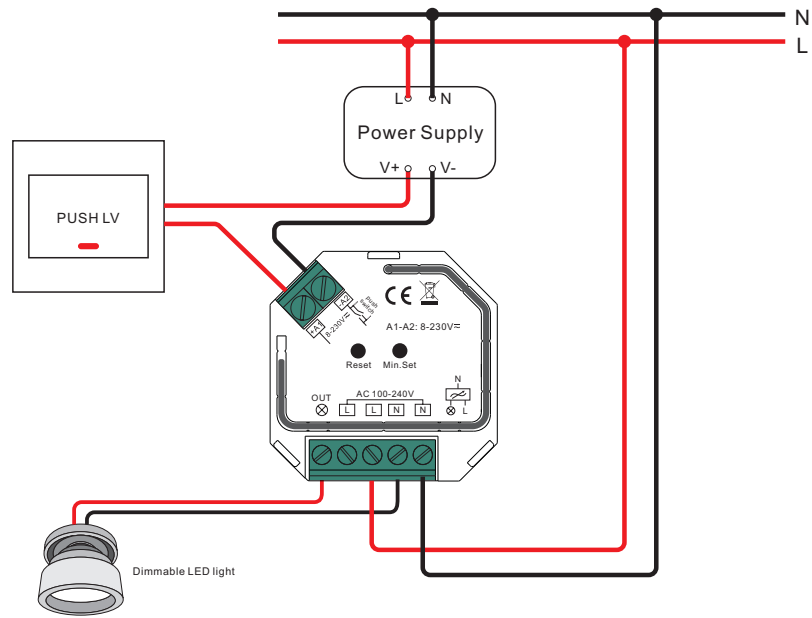 N
L
L N
Power Supply
V+ V-
PUSH LV
+A1
-A2
8-230V⎓
Push
Switch
CE
A1-A2: 8-230V⎓
Reset Min.Set
N
OUT
AC 100-240V
L L N N
L
Dimmable LED light